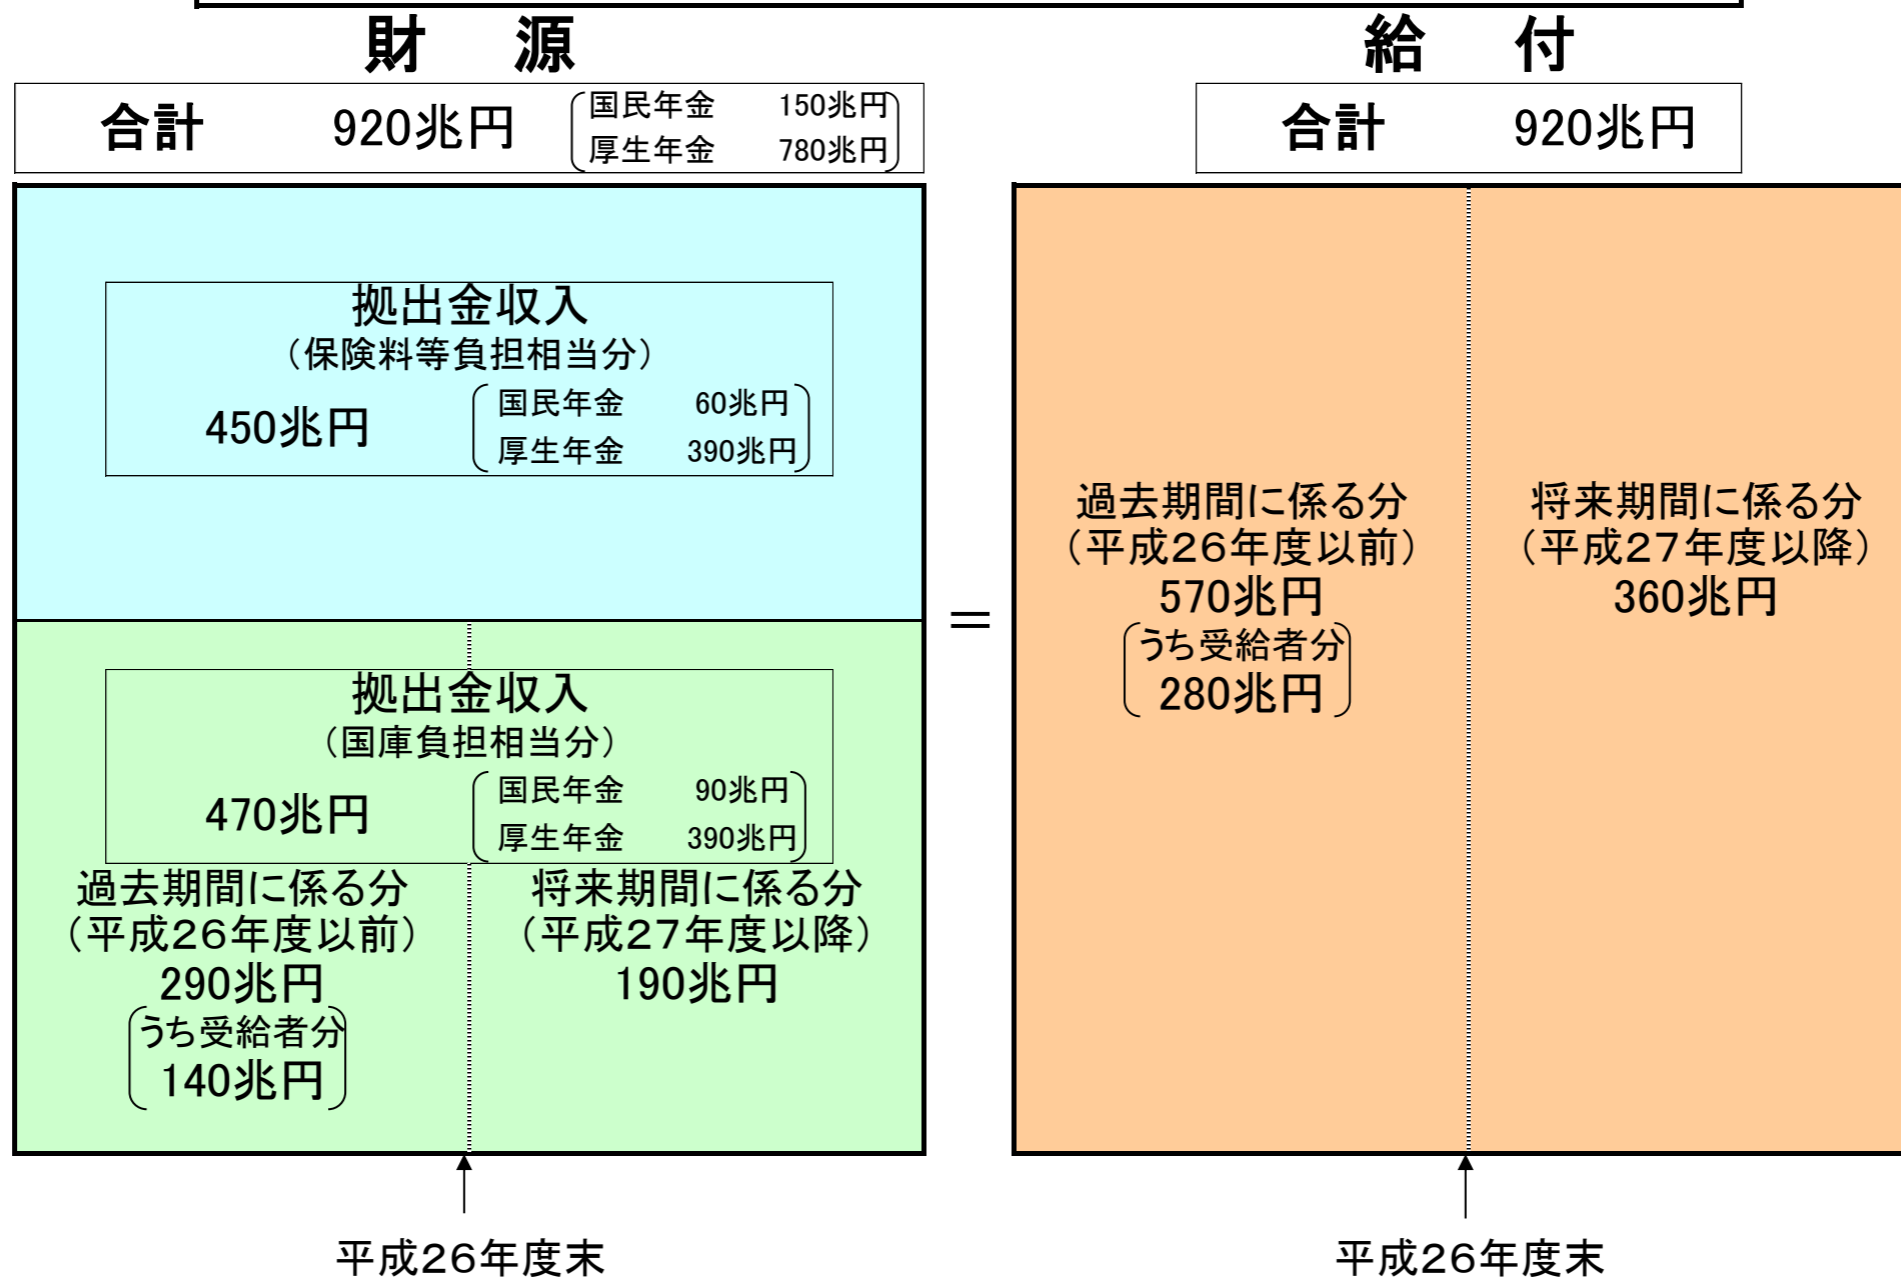 財　源
合計　920兆円　国民年金　150兆円
厚生年金　780兆円
拠出金収入
（保険料等負担相当分）
450兆円　国民年金　60兆円
厚生年金　390兆円
拠出金収入
（国庫負担相当分）
470兆円　国民年金　90兆円
厚生年金　390兆円
過去期間に係る分
（平成２６年度以前）
290兆円
うち受給者分
140兆円
将来期間に係る分
（平成２７年度以降）
190兆円
平成２６年度末
＝
給　付
合計　920兆円
過去期間に係る分
（平成２６年度以前）
570兆円
うち受給者分
280兆円
将来期間に係る分
（平成２７年度以降）
360兆円
平成２６年度末